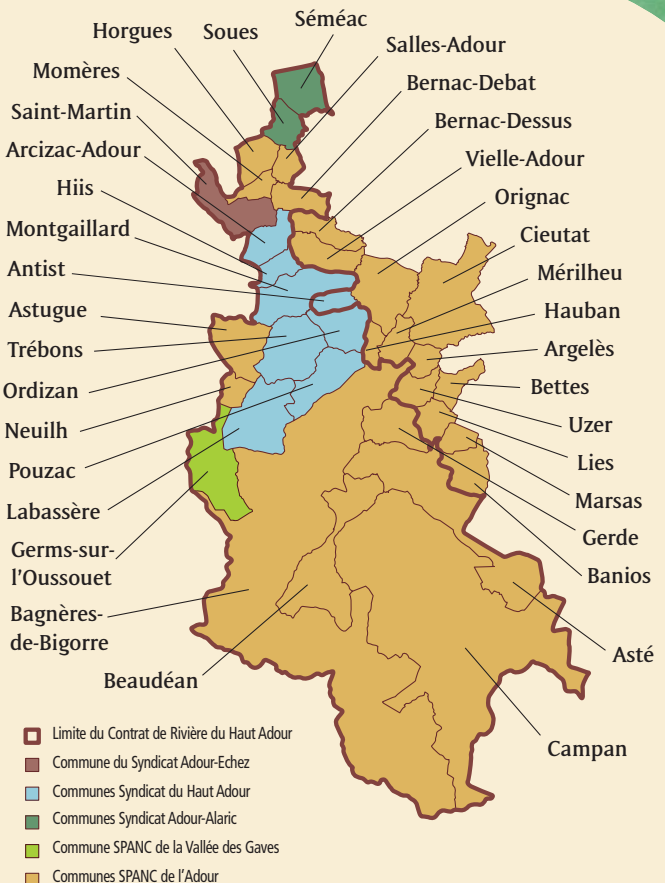 Horgues
Soues
Séméac
Salles-Adour
Momères
Bernac-Debat
Saint-Martin
Bernac-Dessus
Arcizac-Adour
Vielle-Adour
Hiis
Orignac
Montgaillard
Cieutat
Antist
Mérilheu
Astugue
Hauban
Trébons
Argelès
Ordizan
Bettes
Neuilh
Uzer
Pouzac
Lies
Labassère
Marsas
Germs-sur-
l'Oussouet
Gerde
Banios
Bagnères-
de-Bigorre
Asté
Beaudéan
Campan
Limite du Contrat de Rivière du Haut Adour
Commune du Syndicat Adour-Echez
Communes Syndicat du Haut Adour
Communes Syndicat Adour-Alaric
Commune SPANC de la Vallée des Gaves
Communes SPANC de l'Adour